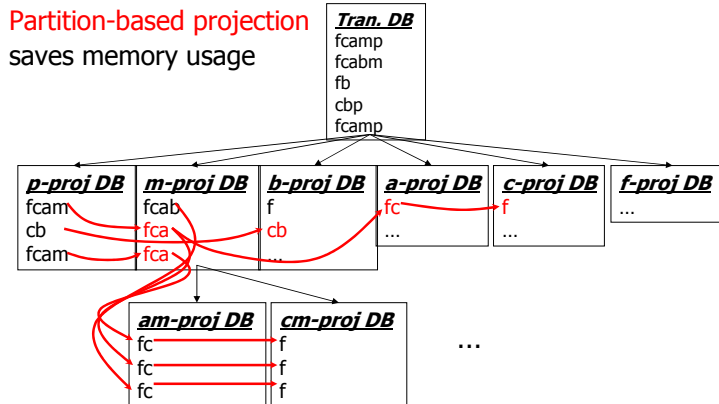 Partition-based projection
saves memory usage
Tran. DB
fcamp
fcabm
fb
cbp
fcamp
p-proj DB
fcam
cb
fcam
m-proj DB
fcab
fca
fca
b-proj DB
f
cb
...
a-proj DB
fc
...
c-proj DB
f
...
f-proj DB
...
am-proj DB
fc
fc
fc
cm-proj DB
f
f
f
...